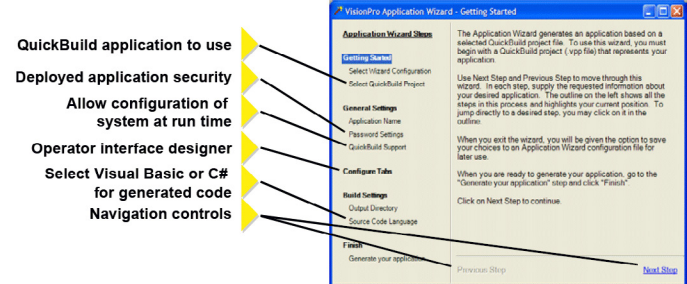 QuickBuild application to use
Deployed application security
Allow configuration of
system at run time
Operator interface designer
Select Visual Basic or C#
for generated code
Navigation controls
VisionPro Application Wizard - Getting Started
Application Wizard Steps
Getting Started
Select Wizard Configuration
Select QuickBuild Project
General Settings
Application Name
Password Settings
QuickBuild Support
Configure Tabs
Build Settings
Output Directory
Source Code Language
Finish
Generate your application
The Application Wizard generates an application based on a
selected QuickBuild project file. To use this wizard, you must
begin with a QuickBuild project (.vpp file) that represents your
application.
Use Next Step and Previous Step to move through this
wizard. In each step, supply the requested information about
your desired application. The outline on the left shows all the
steps in this process and highlights your current position. To
jump directly to a desired step, you may click on it in the
outline.
When you exit the wizard, you will be given the option to save
your choices to an Application Wizard configuration file for
later use.
When you are ready to generate your application, go to the
"Generate your application" step and click "Finish".
Click on Next Step to continue.
Previous Step
Next Step